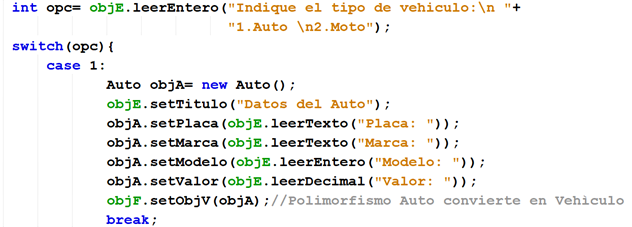 int opc= objE.leerEntero("Indique el tipo de vehiculo:\n "+
"1.Auto \n2.Moto");
switch(opc){
case 1:
Auto objA= new Auto();
objE.setTitulo("Datos del Auto");
objA.setPlaca(objE.leerTexto("Placa: "));
objA.setMarca(objE.leerTexto("Marca: "));
objA.setModelo(objE.leerEntero("Modelo: "));
objA.setValor(objE.leerDecimal("Valor: "));
objF.setObjV(objA);//Polimorfismo Auto convierte en Vehìculo
break;